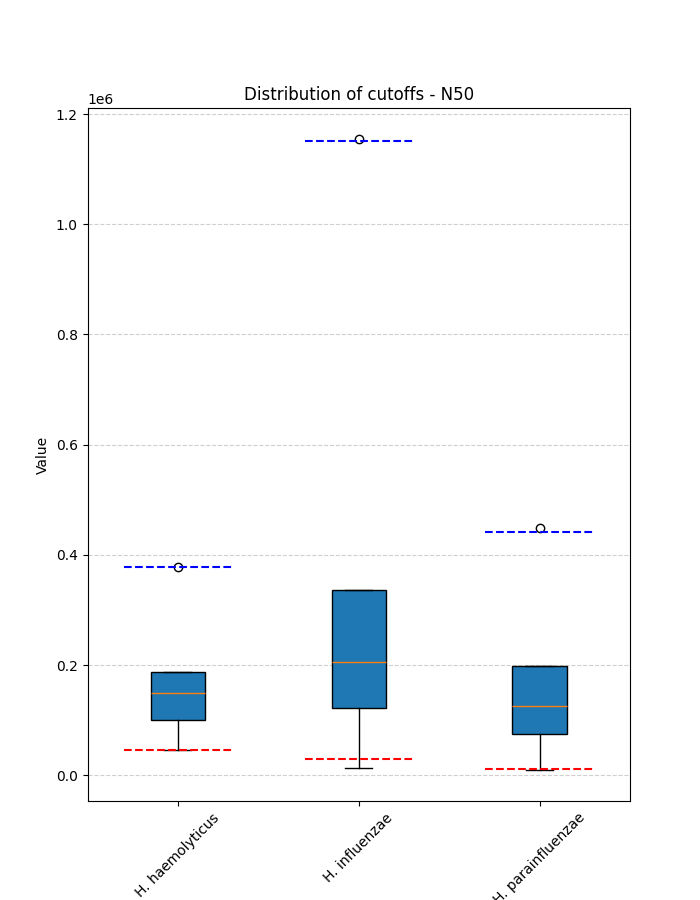 Distribution of cutoffs - N50
1e6
1.2
1.0
0.8
0.6
0.4
0.2
0.0
Value
H. haemolyticus
H. influenzae
H. parainfluenzae